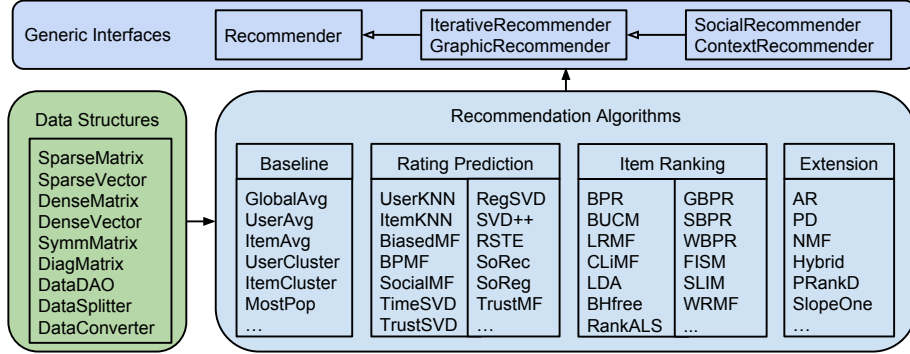 Generic Interfaces
Recommender
IterativeRecommender
GraphicRecommender
SocialRecommender
ContextRecommender
Data Structures
SparseMatrix
SparseVector
DenseMatrix
DenseVector
SymmMatrix
DiagMatrix
DataDAO
DataSplitter
DataConverter
Recommendation Algorithms
Baseline
GlobalAvg
UserAvg
ItemAvg
UserCluster
ItemCluster
MostPop
…
Rating Prediction
UserKNN
ItemKNN
BiasedMF
BPMF
SocialMF
TimeSVD
TrustSVD
RegSVD
SVD++
RSTE
SoRec
SoReg
TrustMF
…
Item Ranking
BPR
BUCM
LRMF
CLiMF
LDA
BHfree
RankALS
GBPR
SBPR
WBPR
FISM
SLIM
WRMF
...
Extension
AR
PD
NMF
Hybrid
PRankD
SlopeOne
…